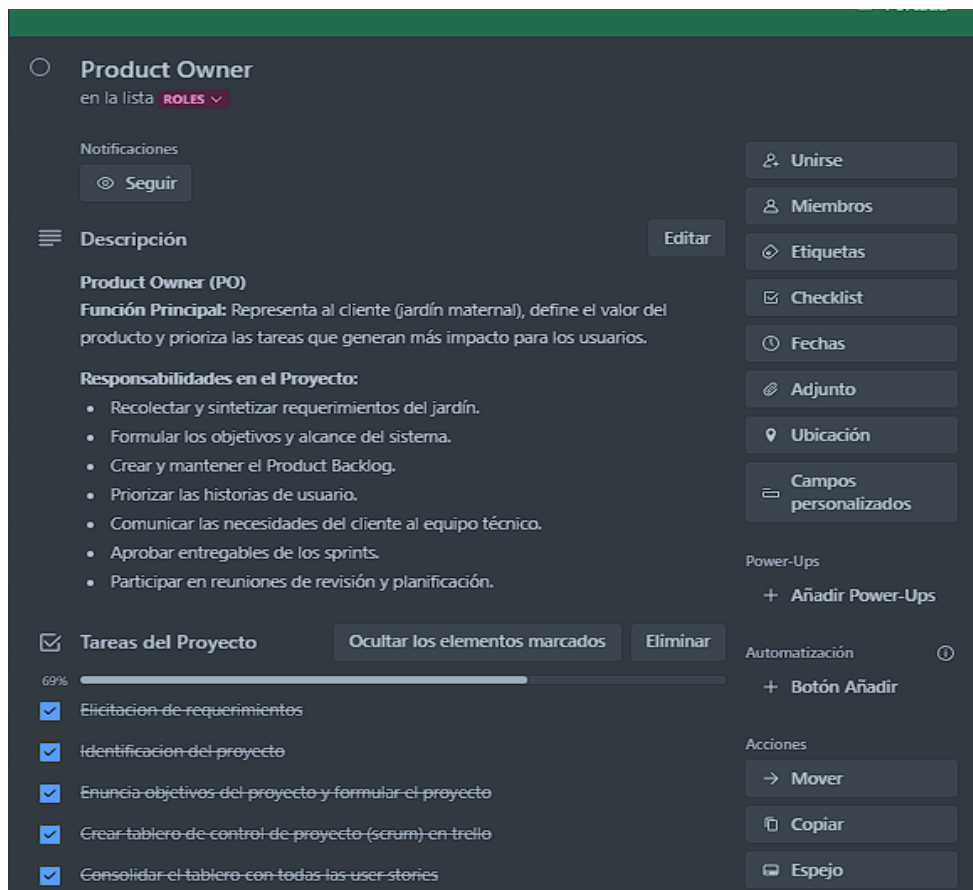 Product Owner
en la lista ROLES
Notificaciones
Seguir
Descripción
Editar
Product Owner (PO)
Función Principal: Representa al cliente (jardín maternal), define el valor del
producto y prioriza las tareas que generan más impacto para los usuarios.
Responsabilidades en el Proyecto:
Recolectar y sintetizar requerimientos del jardín.
Formular los objetivos y alcance del sistema.
Crear y mantener el Product Backlog.
Priorizar las historias de usuario.
Comunicar las necesidades del cliente al equipo técnico.
Aprobar entregables de los sprints.
Participar en reuniones de revisión y planificación.
Tareas del Proyecto
Ocultar los elementos marcados
Eliminar
69%
Elicitacion de requerimientos
Identificacion del proyecto
Enuncia objetivos del proyecto y formular el proyecto
Crear tablero de control de proyecto (scrum) en trello
Consolidar el tablero con todas las user stories
Unirse
Miembros
Etiquetas
Checklist
Fechas
Adjunto
Ubicación
Campos
personalizados
Power-Ups
+ Añadir Power-Ups
Automatización
+ Botón Añadir
Acciones
Mover
Copiar
Espejo